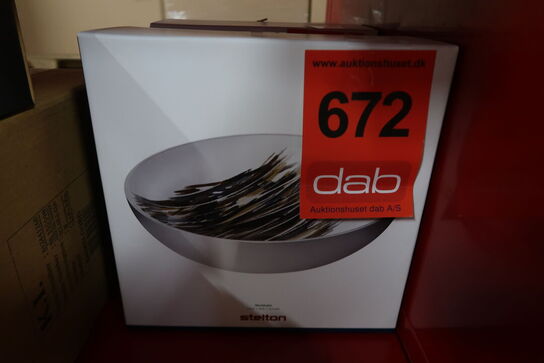 www.auktionshuset.dk
672
dab
Auktionshuset dab A/S
stelton
K.I.